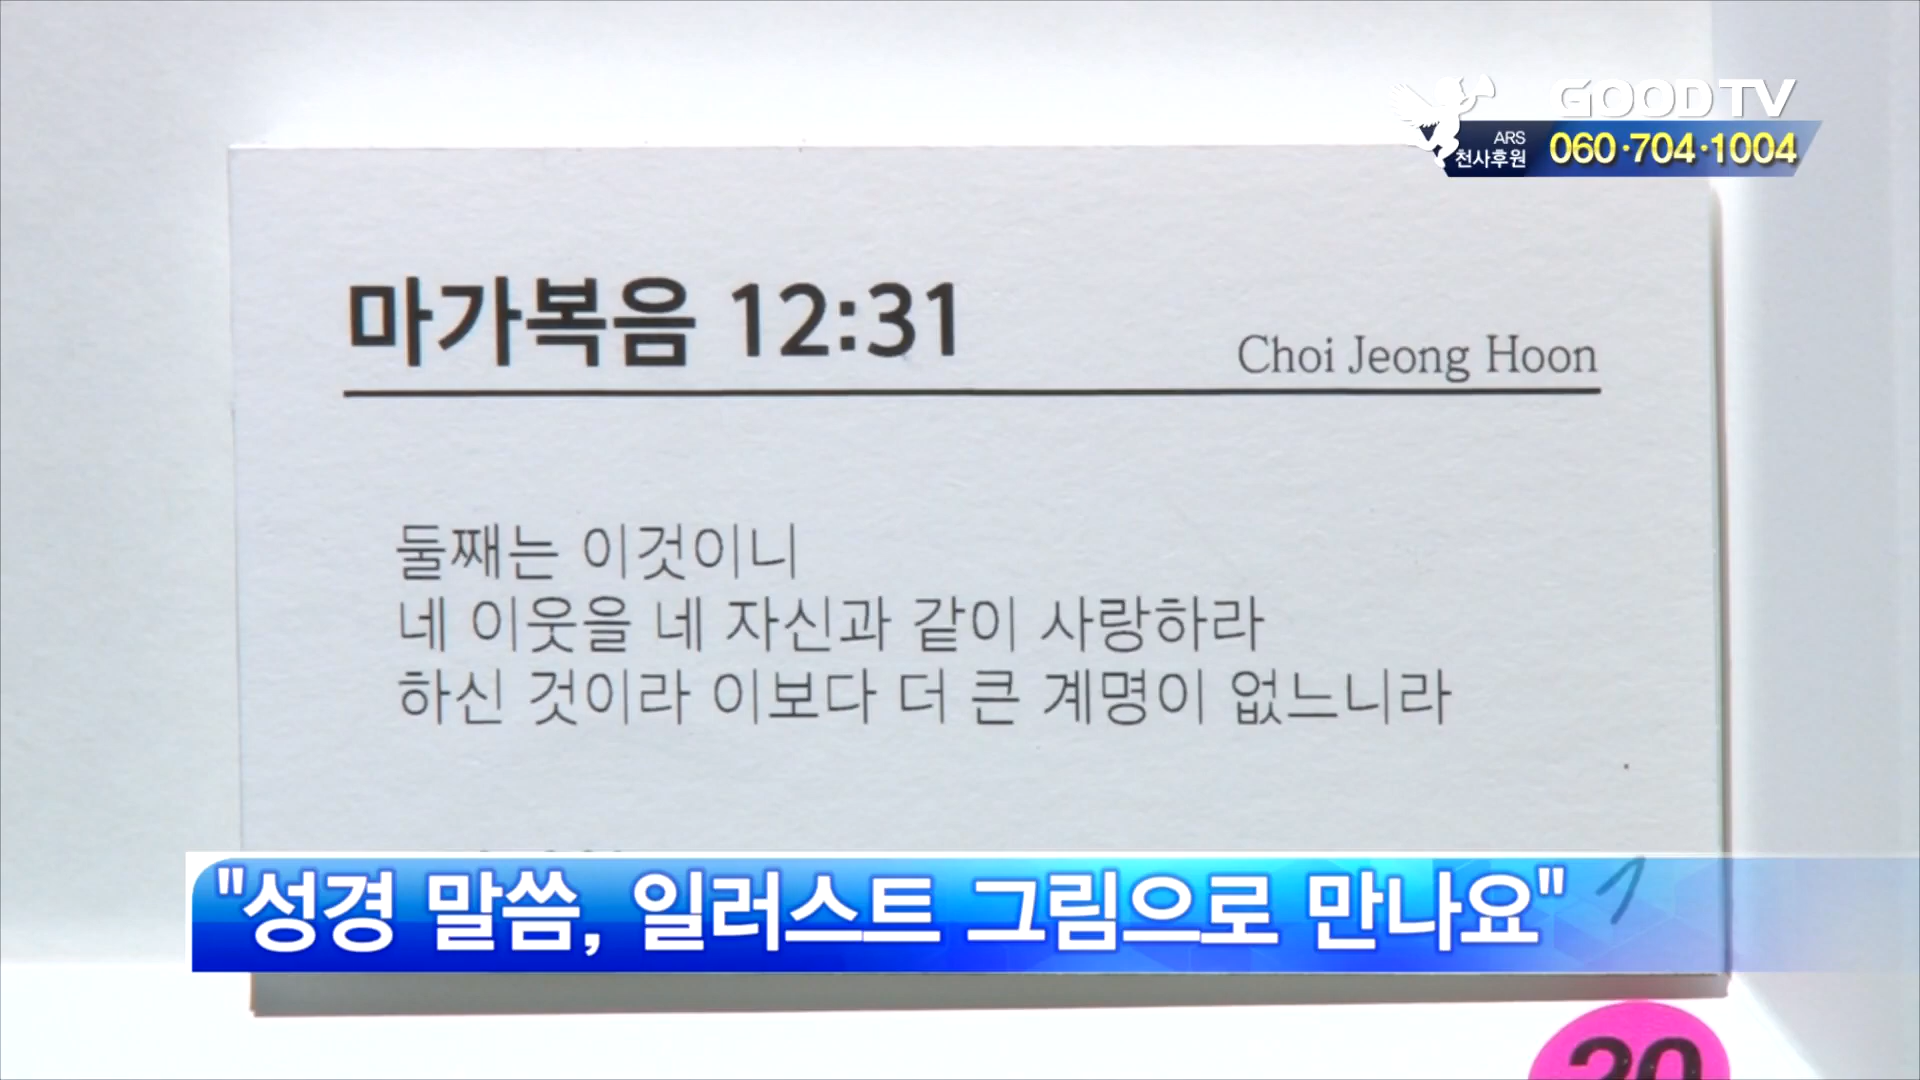 GOODTV
ARS
천사후원 060·704·1004
마가복음 12:31
Choi Jeong Hoon
둘째는 이것이니
네 이웃을 네 자신과 같이 사랑하라
하신 것이라 이보다 더 큰 계명이 없느니라
"성경 말씀, 일러스트 그림으로 만나요"
20